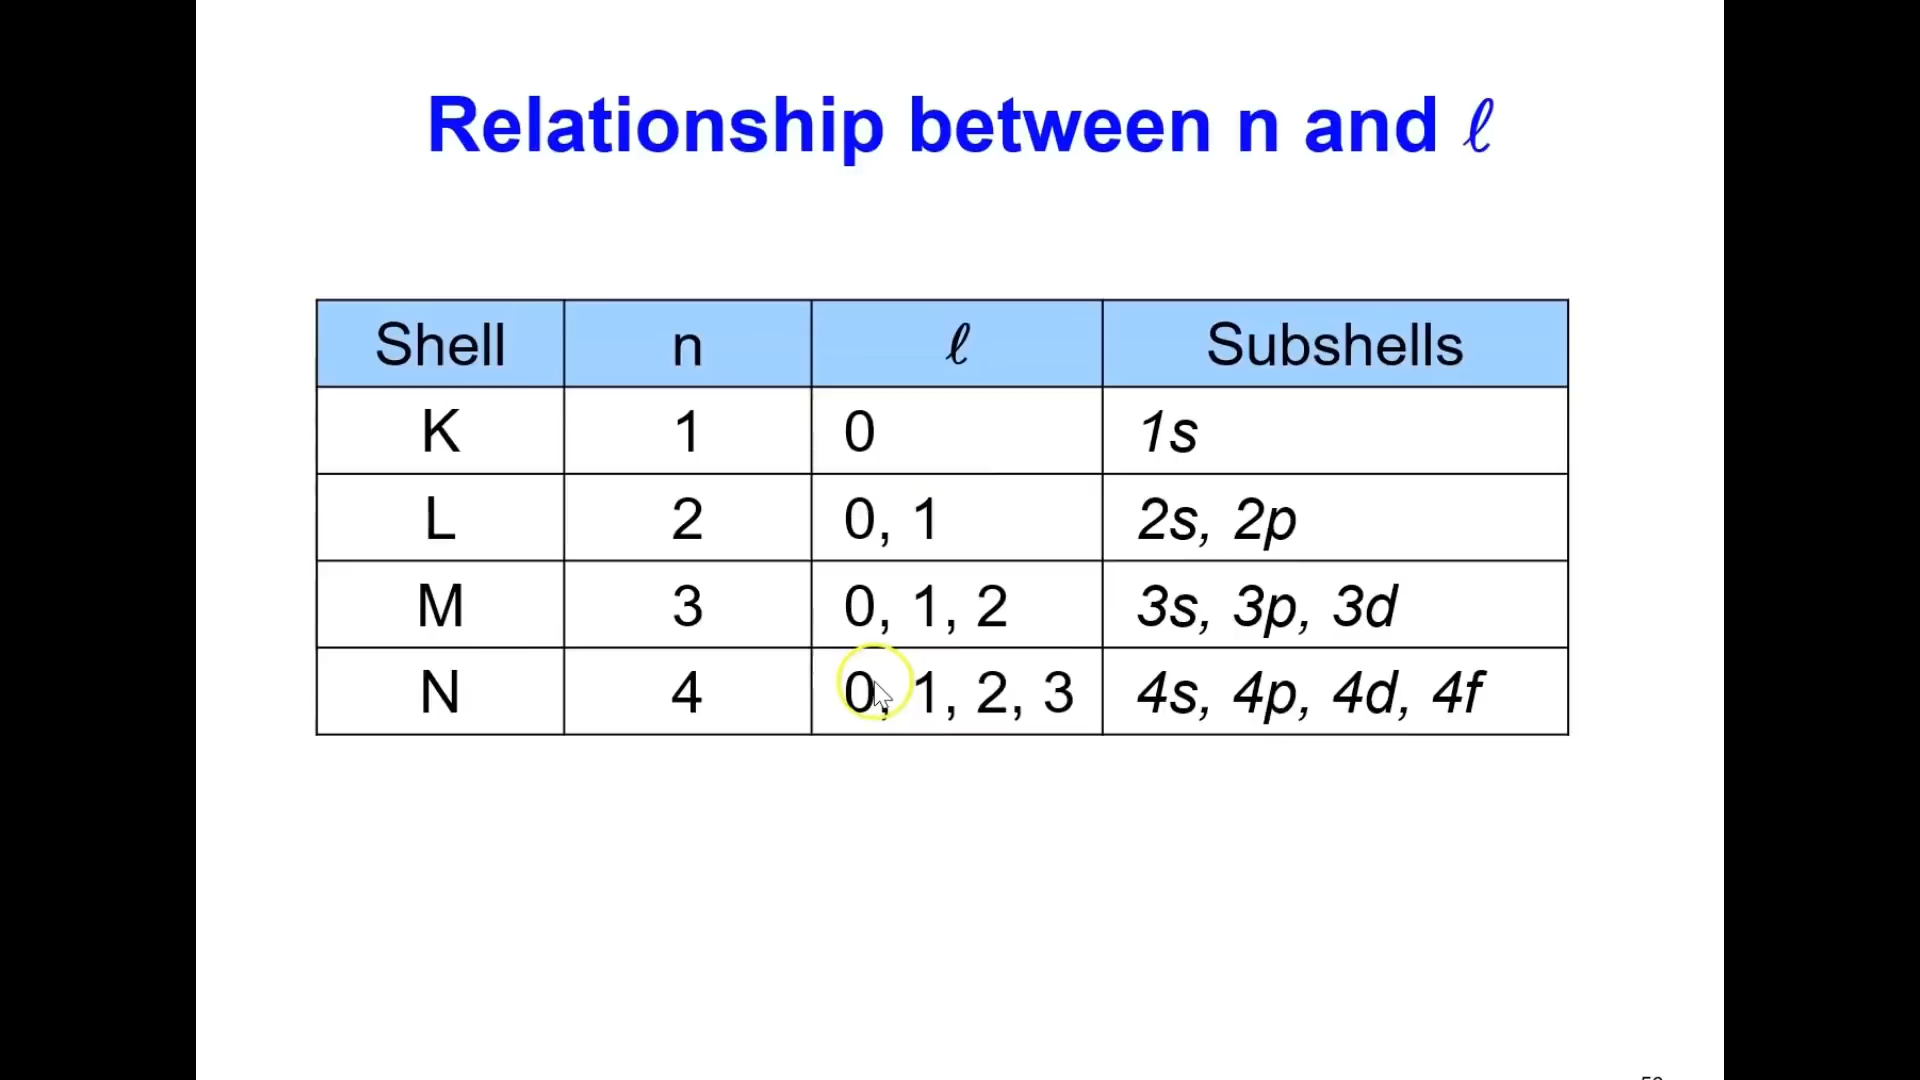 Relationship between n and ℓ
Shell n ℓ Subshells
K 1 0 1s
L 2 0, 1 2s, 2p
M 3 0, 1, 2 3s, 3p, 3d
N 4 0, 1, 2, 3 4s, 4p, 4d, 4f